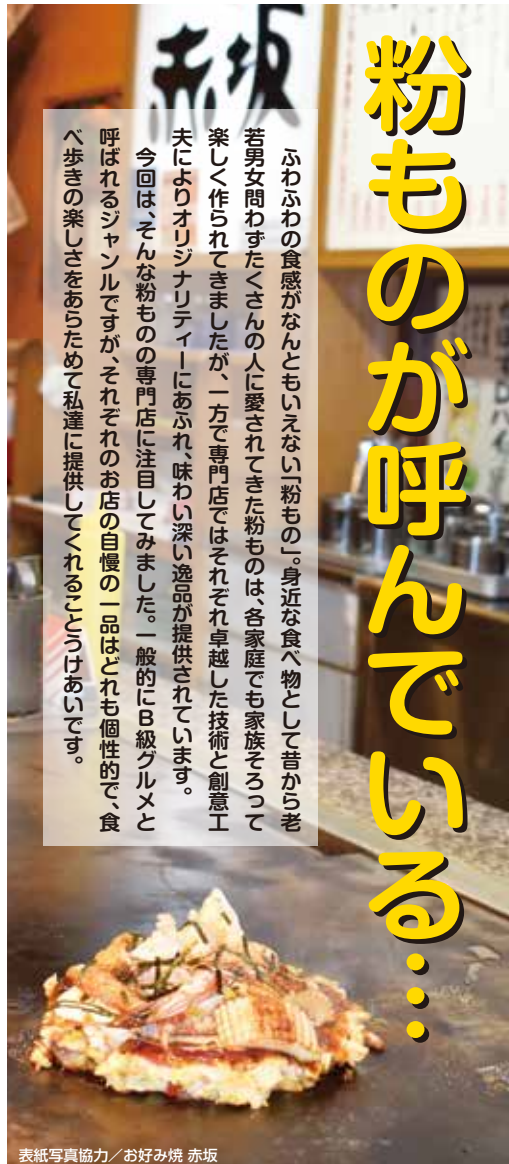 粉ものが呼んでいる…
ふわふわの食感がなんともいえない「粉もの」。身近な食べ物として昔から老
若男女問わずたくさんの人に愛されてきた粉ものは、各家庭でも家族そろって
楽しく作られてきましたが、一方で専門店ではそれぞれ卓越した技術と創意工
夫によりオリジナリティーにあふれ、味わい深い逸品が提供されています。
今回は、そんな粉ものの専門店に注目してみました。一般的にB級グルメと
呼ばれるジャンルですが、それぞれのお店の自慢の一品はどれも個性的で、食
べ歩きの楽しさをあらためて私達に提供してくれることうけあいです。
赤坂
表紙写真協力／お好み焼 赤坂